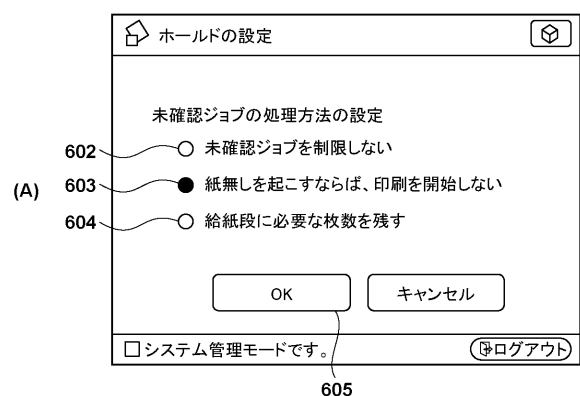 ホールドの設定
未確認ジョブの処理方法の設定
602 未確認ジョブを制限しない
(A) 603 紙無しを起こすならば、印刷を開始しない
604 給紙段に必要な枚数を残す
OK キャンセル
システム管理モードです。 ログアウト
605